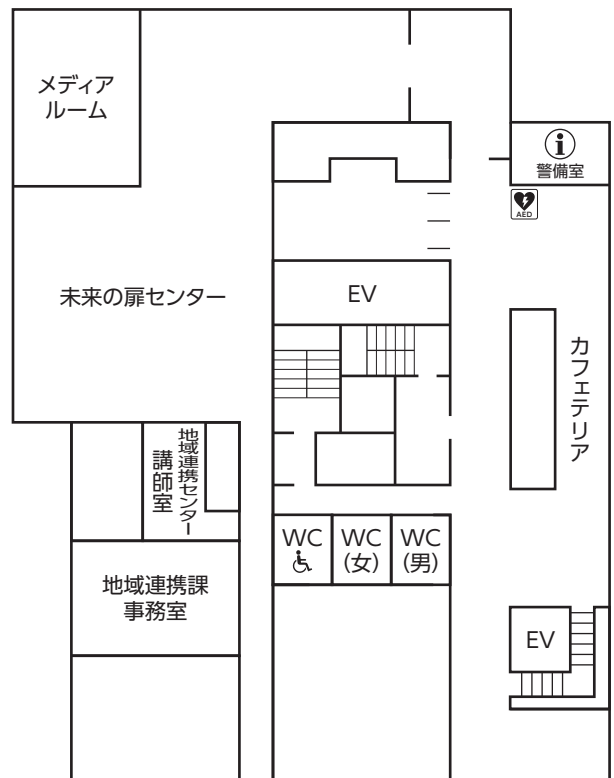 メディア
ルーム
i
警備室
AED
未来の扉センター
EV
カフェテリア
地域連携センター
講師室
WC
WC
(女)
WC
(男)
地域連携課
事務室
EV